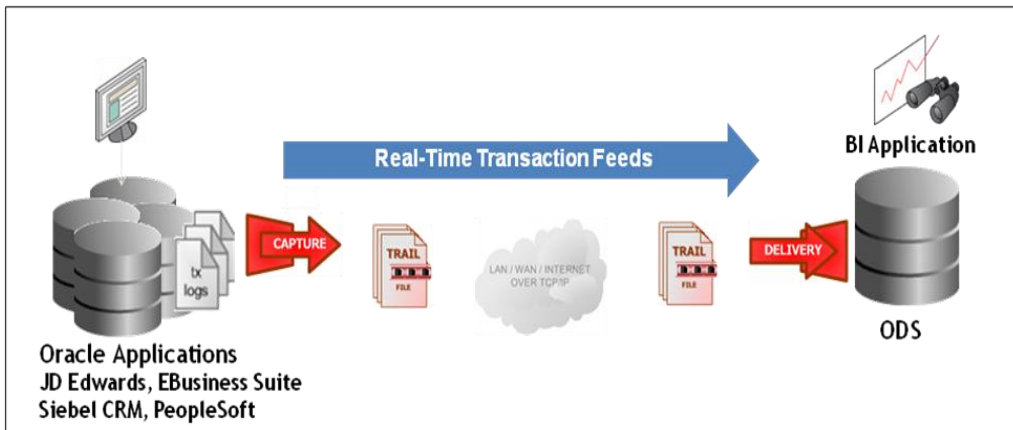 Real-Time Transaction Feeds
BI Application
CAPTURE
TRAIL
FILE
LAN / WAN / INTERNET
OVER TCP/IP
TRAIL
FILE
DELIVERY
tx
logs
ODS
Oracle Applications
JD Edwards, EBusiness Suite
Siebel CRM, PeopleSoft